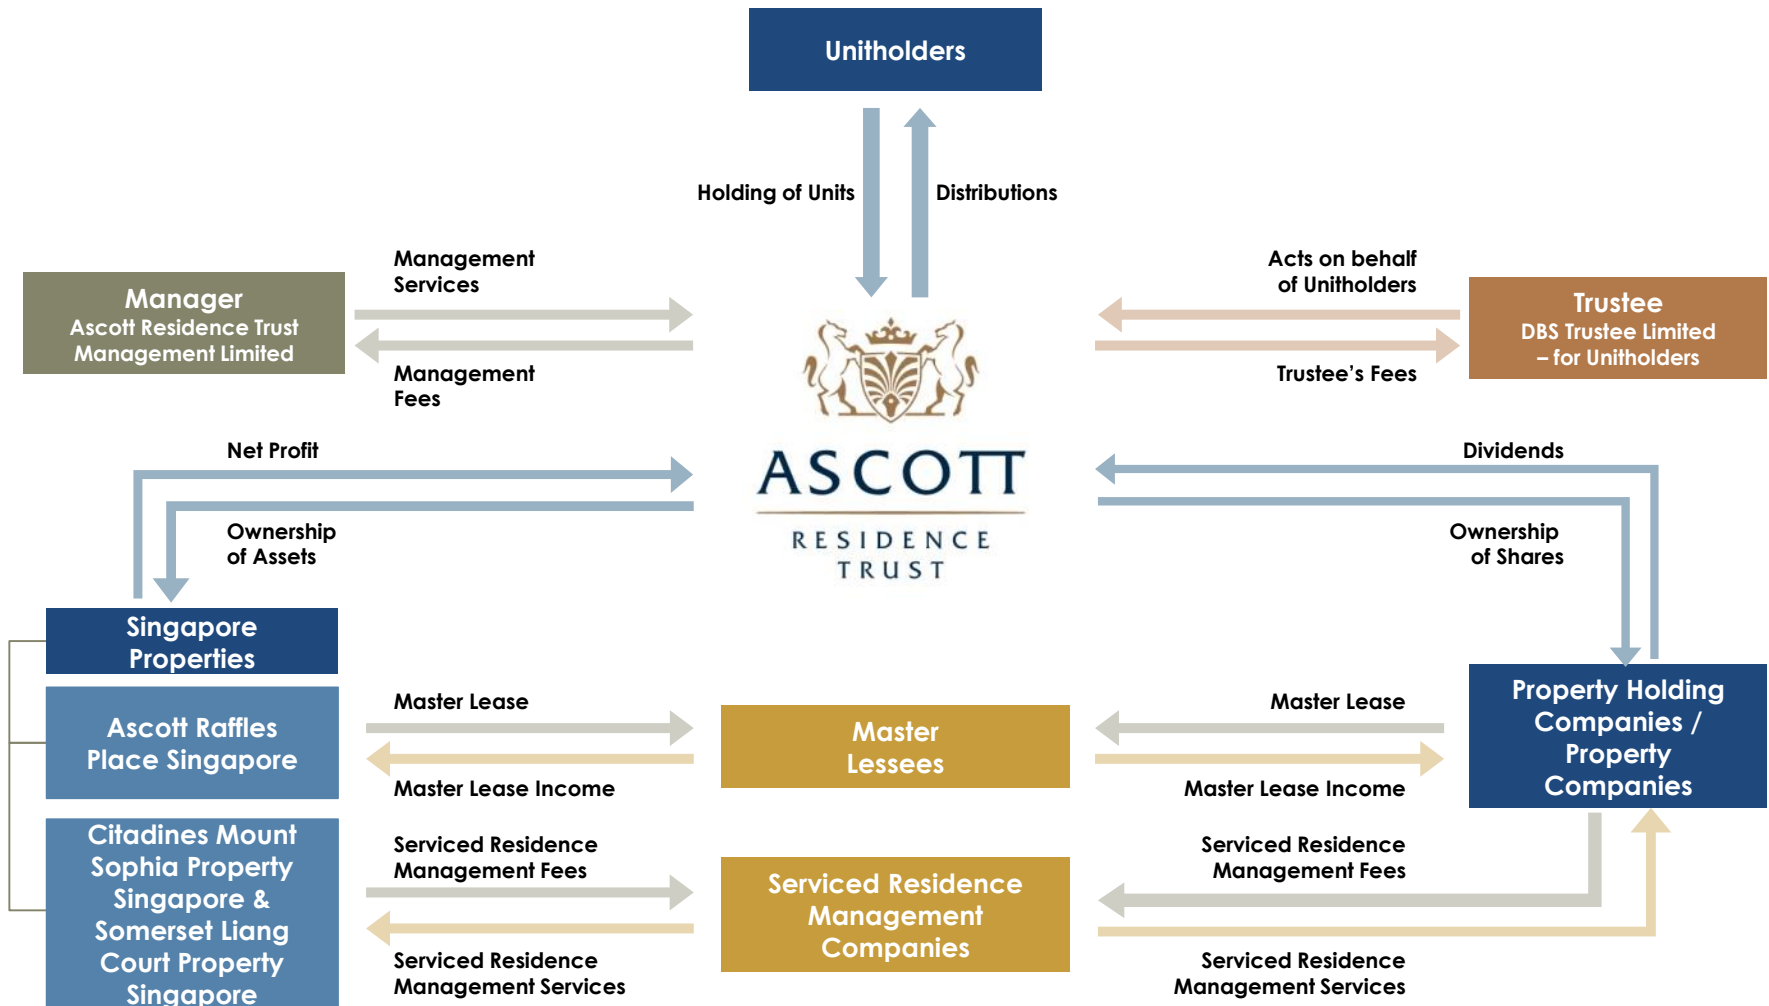 Unitholders
Holding of Units
Distributions
Management
Services
Acts on behalf
of Unitholders
Manager
Ascott Residence Trust
Management Limited
Trustee
DBS Trustee Limited
– for Unitholders
Management
Fees
Trustee's Fees
ASCOTT
RESIDENCE
TRUST
Net Profit
Dividends
Ownership
of Assets
Ownership
of Shares
Singapore
Properties
Ascott Raffles
Place Singapore
Master Lease
Master Lease Income
Master
Lessees
Master Lease
Master Lease Income
Property Holding
Companies /
Property
Companies
Citadines Mount
Sophia Property
Singapore &
Somerset Liang
Court Property
Singapore
Serviced Residence
Management Fees
Serviced Residence
Management Services
Serviced Residence
Management
Companies
Serviced Residence
Management Fees
Serviced Residence
Management Services